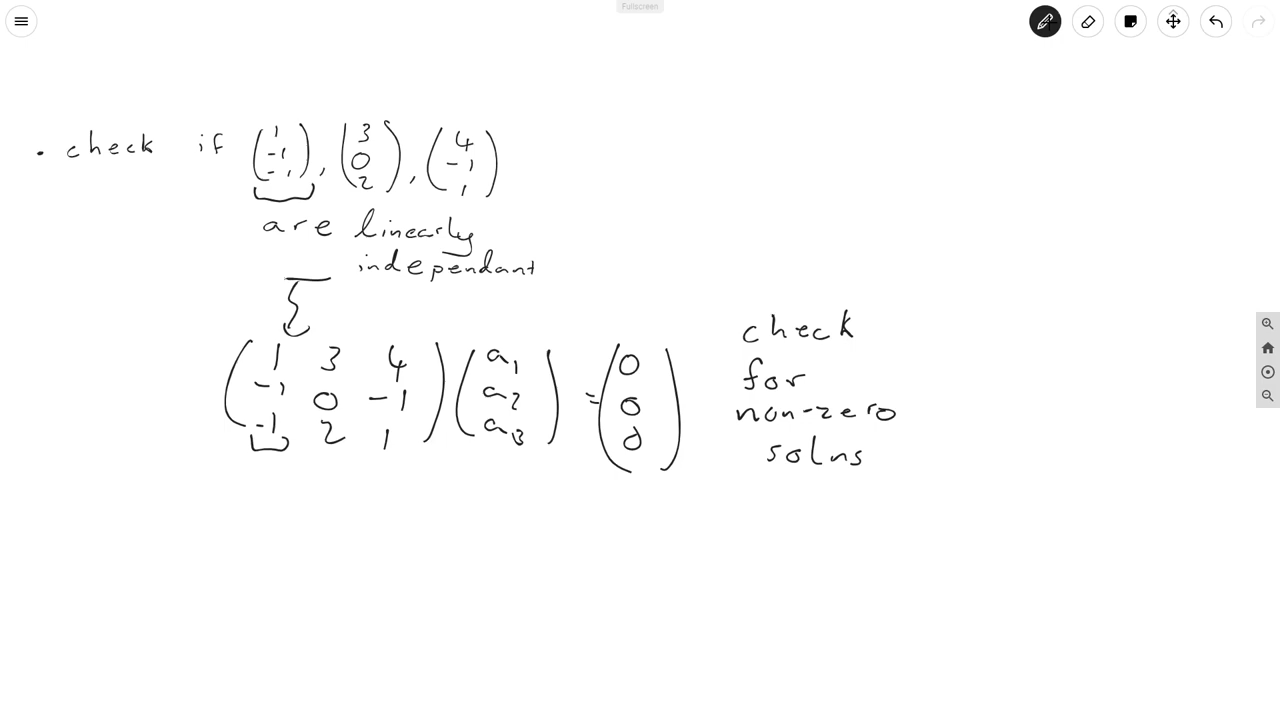 Fullscreen
· check if (1 -1 -1), (3 0 2), (4 -1 1)
are linearly
independant
(1 3 4 (a1 (0 check
-1 0 -1 a2 = 0 for
-1 2 1) a3) 0) non-zero
solns